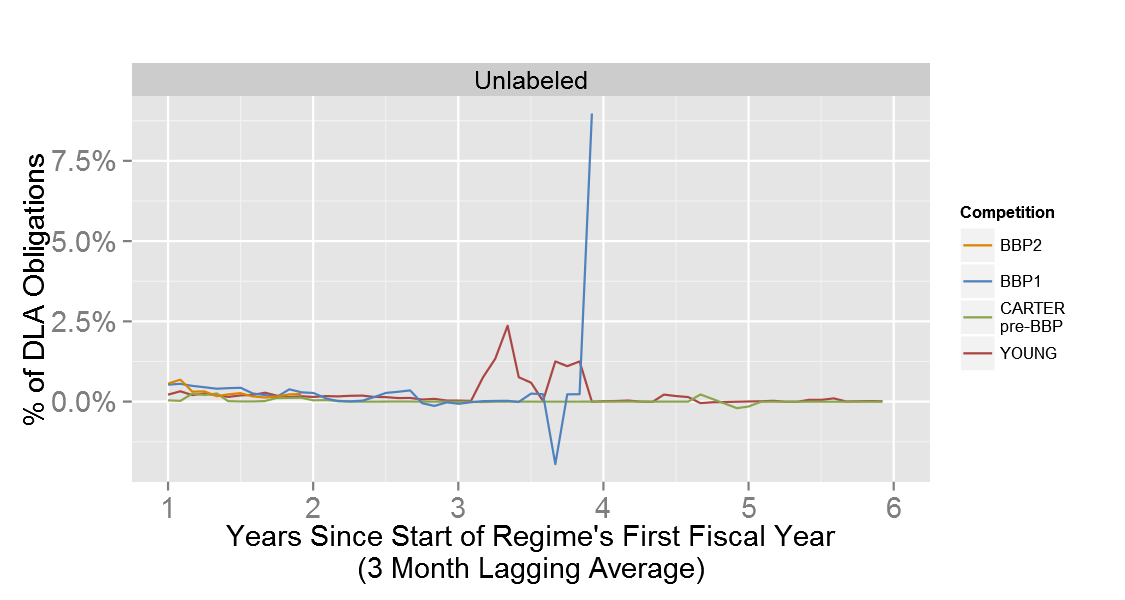 Unlabeled
% of DLA Obligations
7.5%
5.0%
2.5%
0.0%
1 2 3 4 5 6
Years Since Start of Regime's First Fiscal Year
(3 Month Lagging Average)
Competition
BBP2
BBP1
CARTER
pre-BBP
YOUNG